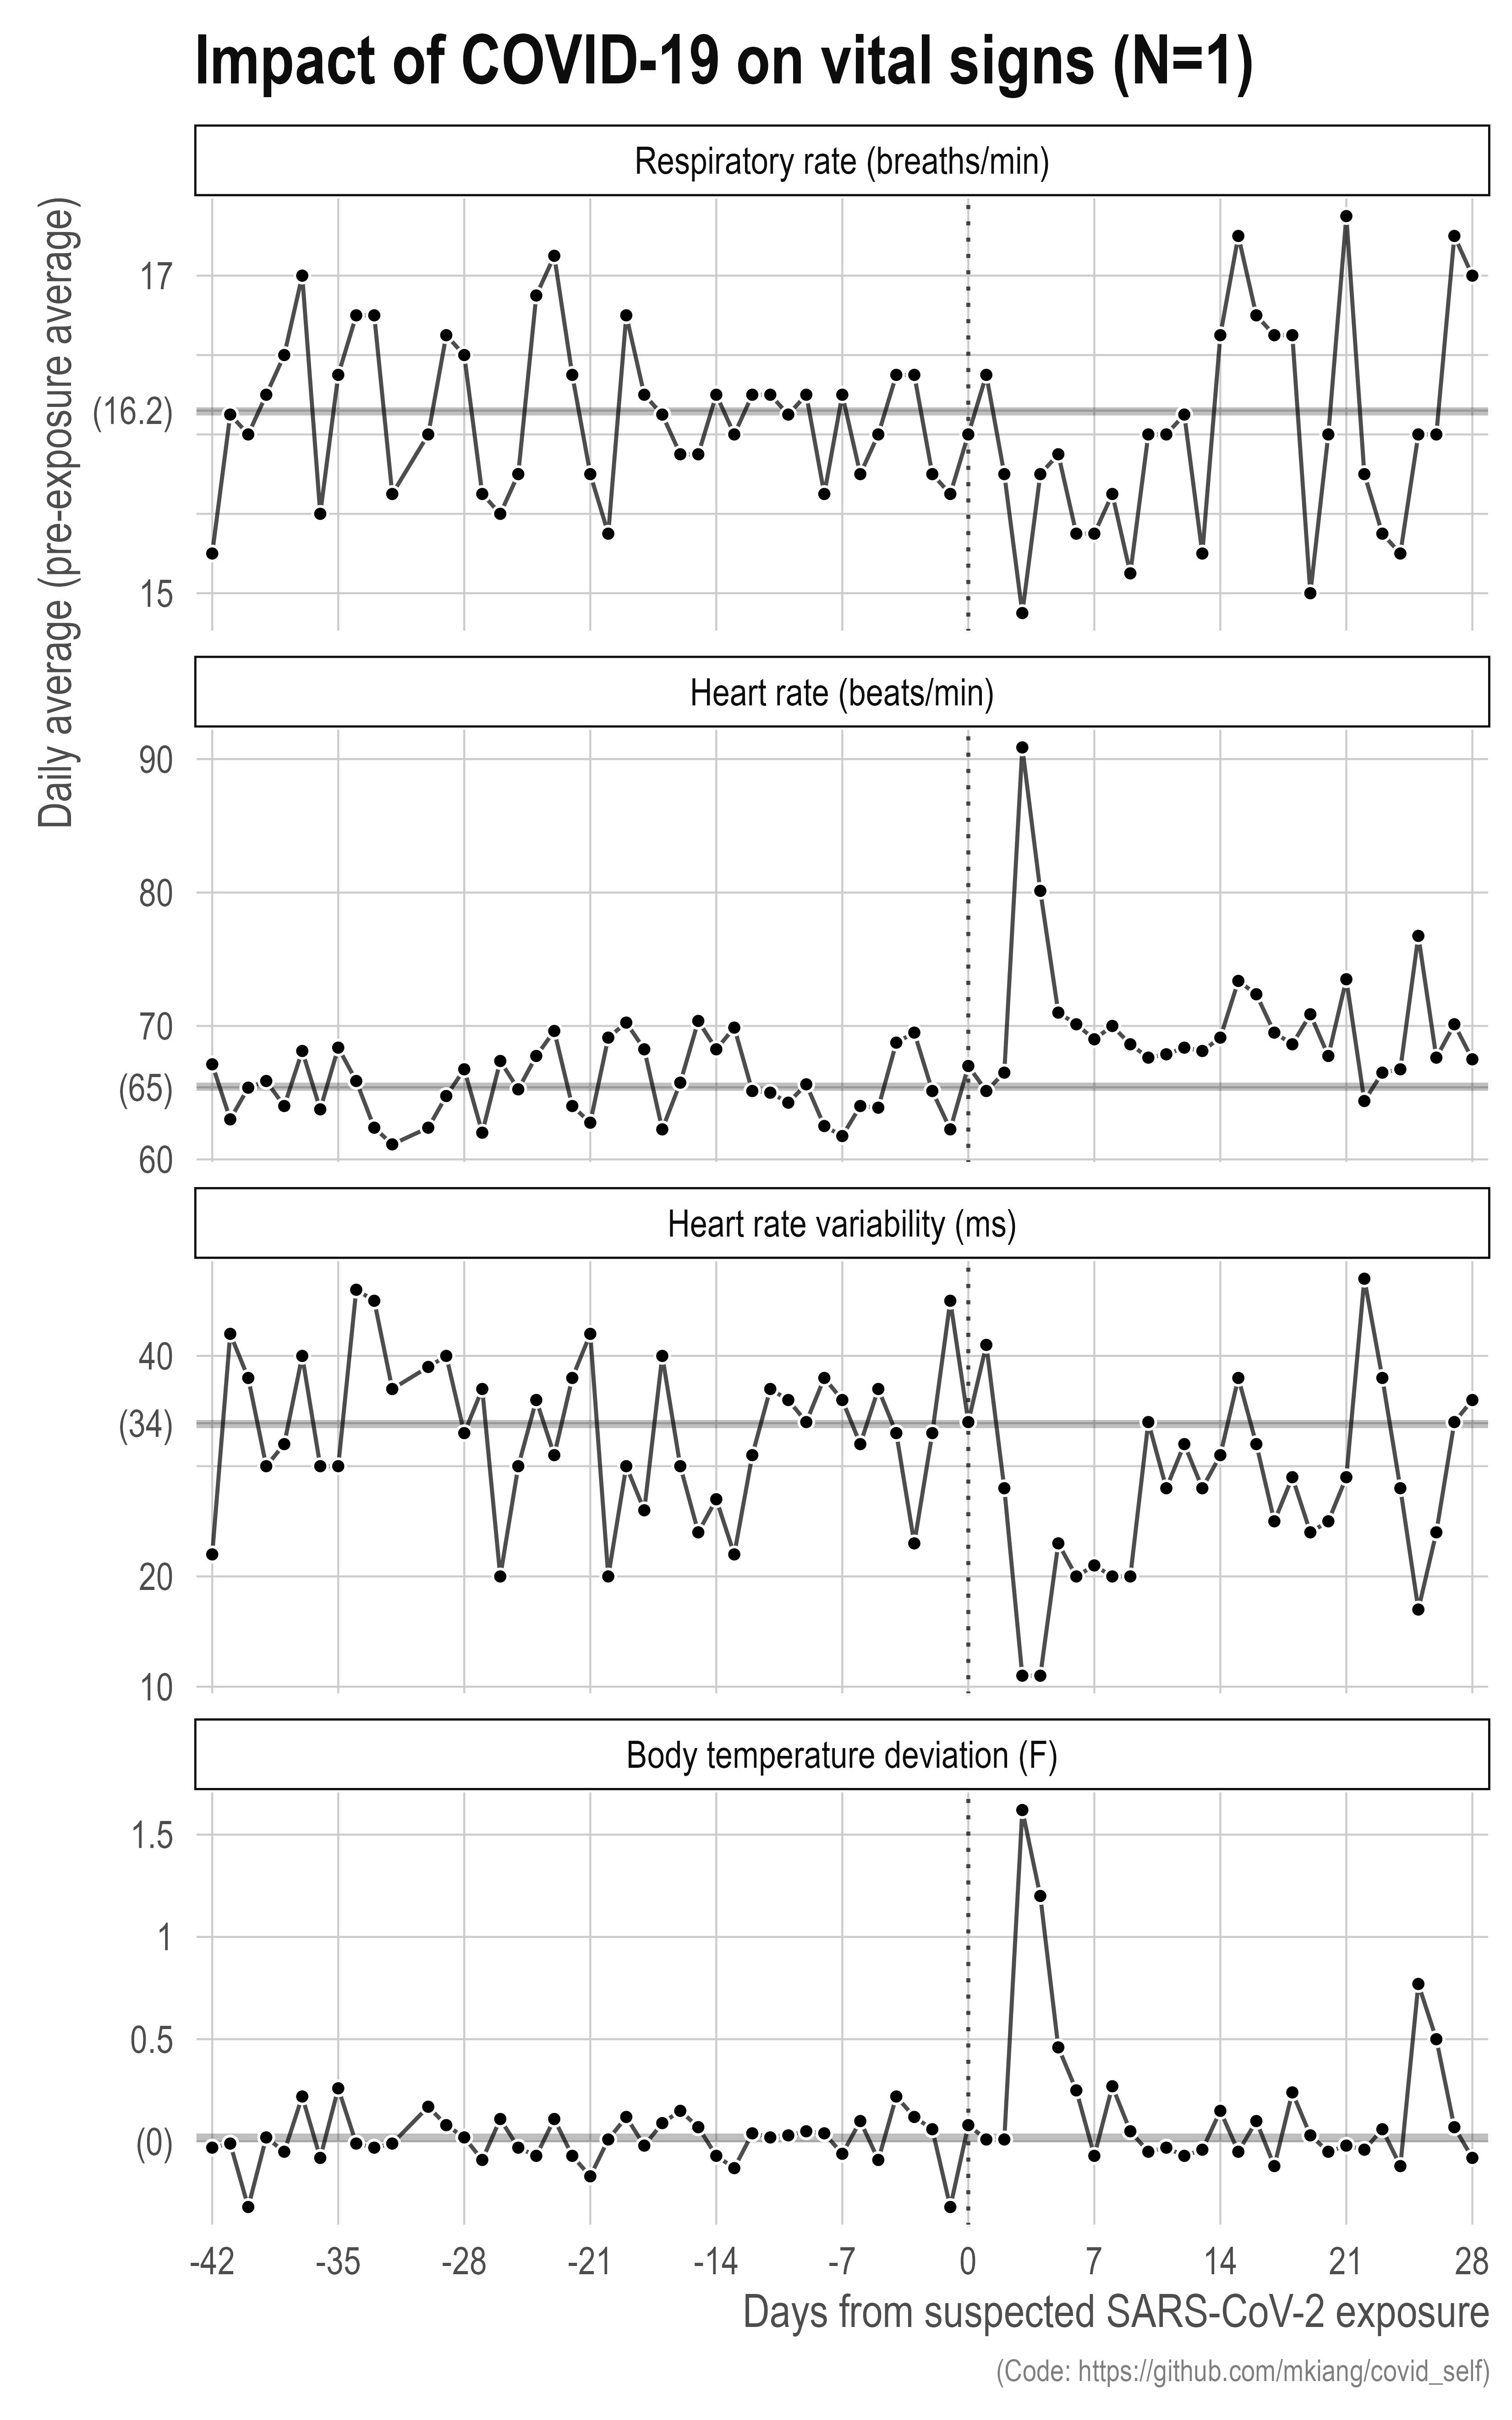 Impact of COVID-19 on vital signs (N=1)
Daily average (pre-exposure average)
Respiratory rate (breaths/min)
17
(16.2)
15
Heart rate (beats/min)
90
80
70
(65)
60
Heart rate variability (ms)
40
(34)
20
10
Body temperature deviation (F)
1.5
1
0.5
(0)
-42 -35 -28 -21 -14 -7 0 7 14 21 28
Days from suspected SARS-CoV-2 exposure
(Code: https://github.com/mkiang/covid_self)